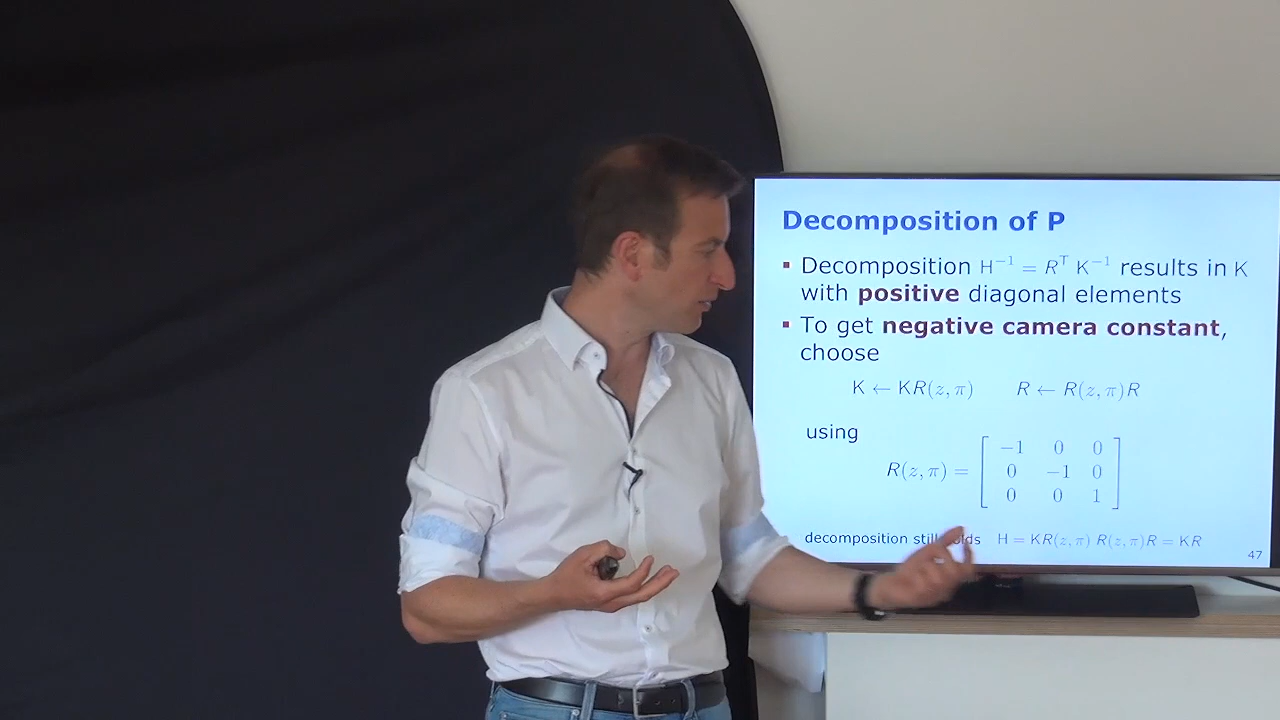 Decomposition of P
▪ Decomposition H⁻¹ = Rᵀ K⁻¹ results in K
with positive diagonal elements
▪ To get negative camera constant,
choose
K ← KR(z, π) R ← R(z, π)R
using
R(z, π) = [ −1 0 0
0 −1 0
0 0 1 ]
decomposition still H = KR(z, π) R(z, π)R = KR
47